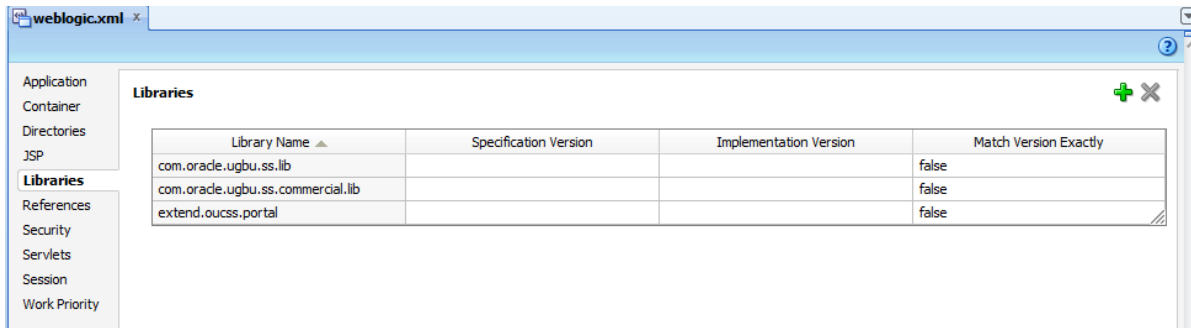 weblogic.xml x
Application
Container
Directories
JSP
Libraries
References
Security
Servlets
Session
Work Priority
Libraries
Library Name Specification Version Implementation Version Match Version Exactly
com.oracle.ugbu.ss.lib false
com.oracle.ugbu.ss.commercial.lib false
extend.oucss.portal false